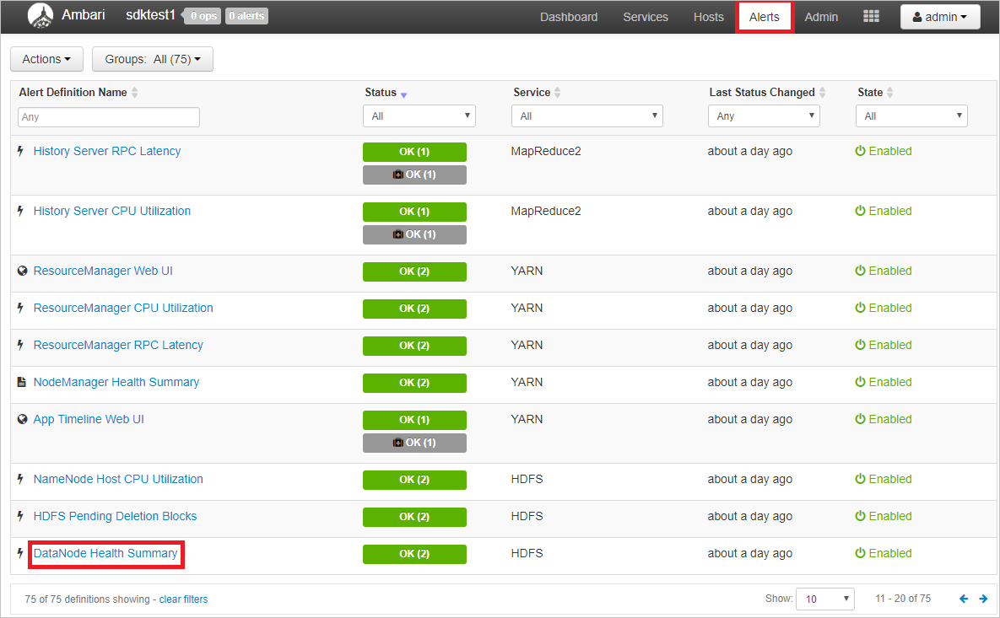 Ambari sdktest1 0 ops 0 alerts Dashboard Services Hosts Alerts Admin admin
Actions Groups: All (75)
Alert Definition Name Status Service Last Status Changed State
Any All All Any All
History Server RPC Latency OK (1) MapReduce2 about a day ago Enabled
OK (1)
History Server CPU Utilization OK (1) MapReduce2 about a day ago Enabled
OK (1)
ResourceManager Web UI OK (2) YARN about a day ago Enabled
ResourceManager CPU Utilization OK (2) YARN about a day ago Enabled
ResourceManager RPC Latency OK (2) YARN about a day ago Enabled
NodeManager Health Summary OK (2) YARN about a day ago Enabled
App Timeline Web UI OK (1) YARN about a day ago Enabled
OK (1)
NameNode Host CPU Utilization OK (2) HDFS about a day ago Enabled
HDFS Pending Deletion Blocks OK (2) HDFS about a day ago Enabled
DataNode Health Summary OK (2) HDFS about a day ago Enabled
75 of 75 definitions showing - clear filters Show: 10 11 - 20 of 75